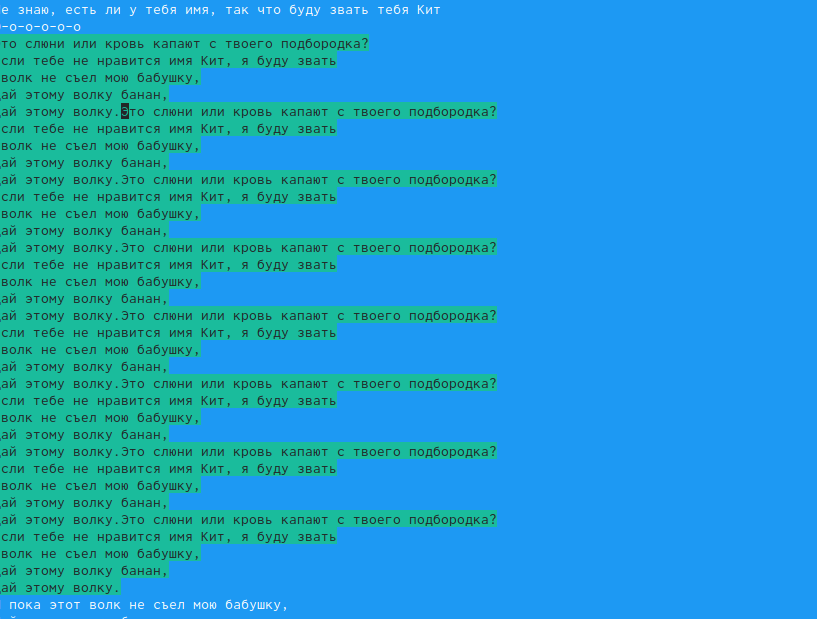 е знаю, есть ли у тебя имя, так что буду звать тебя Кит
-о-о-о-о-о
то слюни или кровь капают с твоего подбородка?
сли тебе не нравится имя Кит, я буду звать
волк не съел мою бабушку,
ай этому волку банан,
ай этому волку.Это слюни или кровь капают с твоего подбородка?
сли тебе не нравится имя Кит, я буду звать
волк не съел мою бабушку,
ай этому волку банан,
ай этому волку.Это слюни или кровь капают с твоего подбородка?
сли тебе не нравится имя Кит, я буду звать
волк не съел мою бабушку,
ай этому волку банан,
ай этому волку.Это слюни или кровь капают с твоего подбородка?
сли тебе не нравится имя Кит, я буду звать
волк не съел мою бабушку,
ай этому волку банан,
ай этому волку.Это слюни или кровь капают с твоего подбородка?
сли тебе не нравится имя Кит, я буду звать
волк не съел мою бабушку,
ай этому волку банан,
ай этому волку.Это слюни или кровь капают с твоего подбородка?
сли тебе не нравится имя Кит, я буду звать
волк не съел мою бабушку,
ай этому волку банан,
ай этому волку.Это слюни или кровь капают с твоего подбородка?
сли тебе не нравится имя Кит, я буду звать
волк не съел мою бабушку,
ай этому волку банан,
ай этому волку.Это слюни или кровь капают с твоего подбородка?
сли тебе не нравится имя Кит, я буду звать
волк не съел мою бабушку,
ай этому волку банан,
ай этому волку.
пока этот волк не съел мою бабушку,